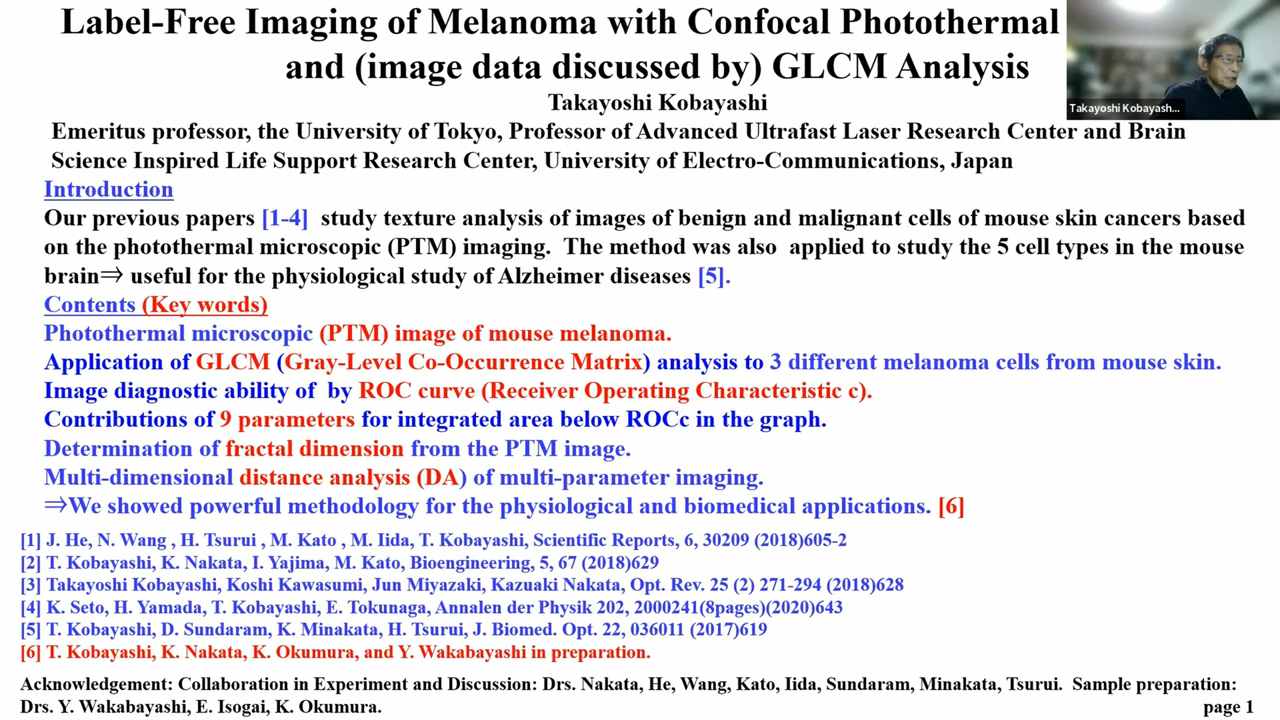 Label-Free Imaging of Melanoma with Confocal Photothermal
and (image data discussed by) GLCM Analysis
Takayoshi Kobayashi
Takayoshi Kobayash...
Emeritus professor, the University of Tokyo, Professor of Advanced Ultrafast Laser Research Center and Brain
Science Inspired Life Support Research Center, University of Electro-Communications, Japan
Introduction
Our previous papers [1-4] study texture analysis of images of benign and malignant cells of mouse skin cancers based
on the photothermal microscopic (PTM) imaging. The method was also applied to study the 5 cell types in the mouse
brain⇒ useful for the physiological study of Alzheimer diseases [5].
Contents (Key words)
Photothermal microscopic (PTM) image of mouse melanoma.
Application of GLCM (Gray-Level Co-Occurrence Matrix) analysis to 3 different melanoma cells from mouse skin.
Image diagnostic ability of by ROC curve (Receiver Operating Characteristic c).
Contributions of 9 parameters for integrated area below ROCc in the graph.
Determination of fractal dimension from the PTM image.
Multi-dimensional distance analysis (DA) of multi-parameter imaging.
⇒We showed powerful methodology for the physiological and biomedical applications. [6]
[1] J. He, N. Wang , H. Tsurui , M. Kato , M. Iida, T. Kobayashi, Scientific Reports, 6, 30209 (2018)605-2
[2] T. Kobayashi, K. Nakata, I. Yajima, M. Kato, Bioengineering, 5, 67 (2018)629
[3] Takayoshi Kobayashi, Koshi Kawasumi, Jun Miyazaki, Kazuaki Nakata, Opt. Rev. 25 (2) 271-294 (2018)628
[4] K. Seto, H. Yamada, T. Kobayashi, E. Tokunaga, Annalen der Physik 202, 2000241(8pages)(2020)643
[5] T. Kobayashi, D. Sundaram, K. Minakata, H. Tsurui, J. Biomed. Opt. 22, 036011 (2017)619
[6] T. Kobayashi, K. Nakata, K. Okumura, and Y. Wakabayashi in preparation.
Acknowledgement: Collaboration in Experiment and Discussion: Drs. Nakata, He, Wang, Kato, Iida, Sundaram, Minakata, Tsurui. Sample preparation:
Drs. Y. Wakabayashi, E. Isogai, K. Okumura.
page 1